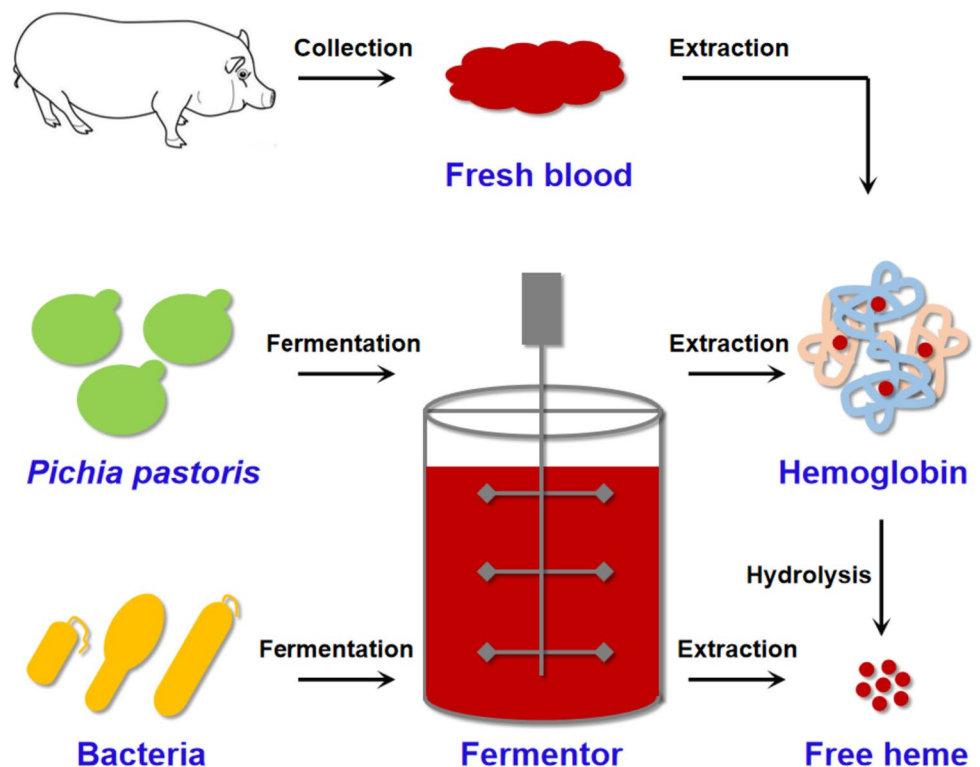 Collection
Extraction
Fresh blood
Fermentation
Extraction
Pichia pastoris
Hemoglobin
Hydrolysis
Fermentation
Extraction
Bacteria
Fermentor
Free heme